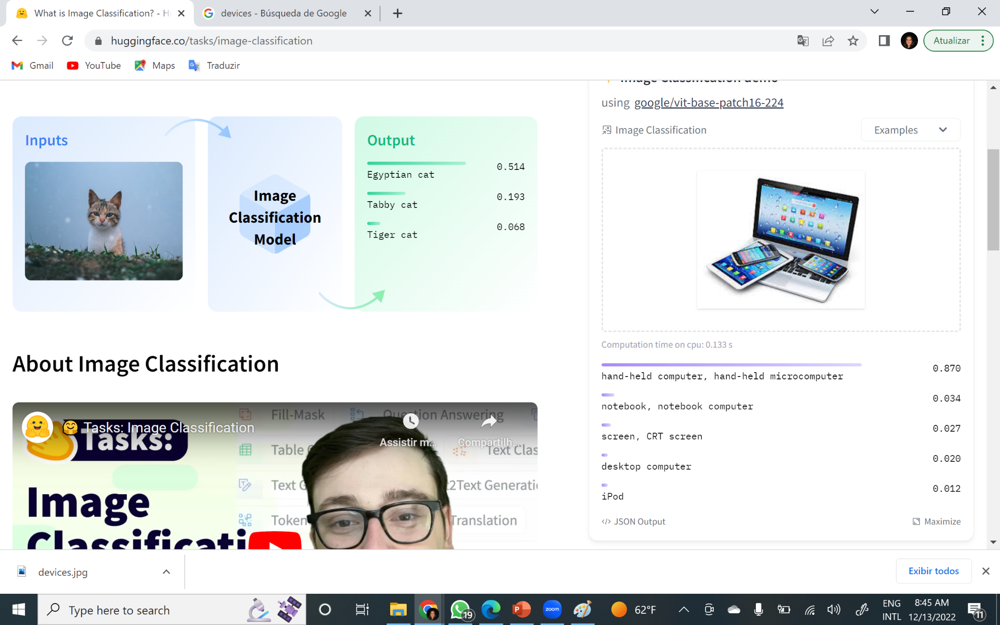 What is Image Classification? - H
devices - Búsqueda de Google
huggingface.co/tasks/image-classification
Atualizar
Gmail
YouTube
Maps
Traduzir
Image Classification demo
using google/vit-base-patch16-224
Image Classification
Examples
Inputs
Image
Classification
Model
Output
0.514
Egyptian cat
0.193
Tabby cat
0.068
Tiger cat
Computation time on cpu: 0.133 s
0.870
hand-held computer, hand-held microcomputer
0.034
notebook, notebook computer
0.027
screen, CRT screen
0.020
desktop computer
0.012
iPod
</> JSON Output
Maximize
About Image Classification
Tasks: Image Classification
Tasks:
Assistir m...
Compartilh...
Fill-Mask
Question Answering
Table
Text Clas
Text G
2Text Generati
Token
Translation
Image
Classificati
devices.jpg
Exibir todos
Type here to search
19
zoom
62°F
ENG
INTL
8:45 AM
12/13/2022
11